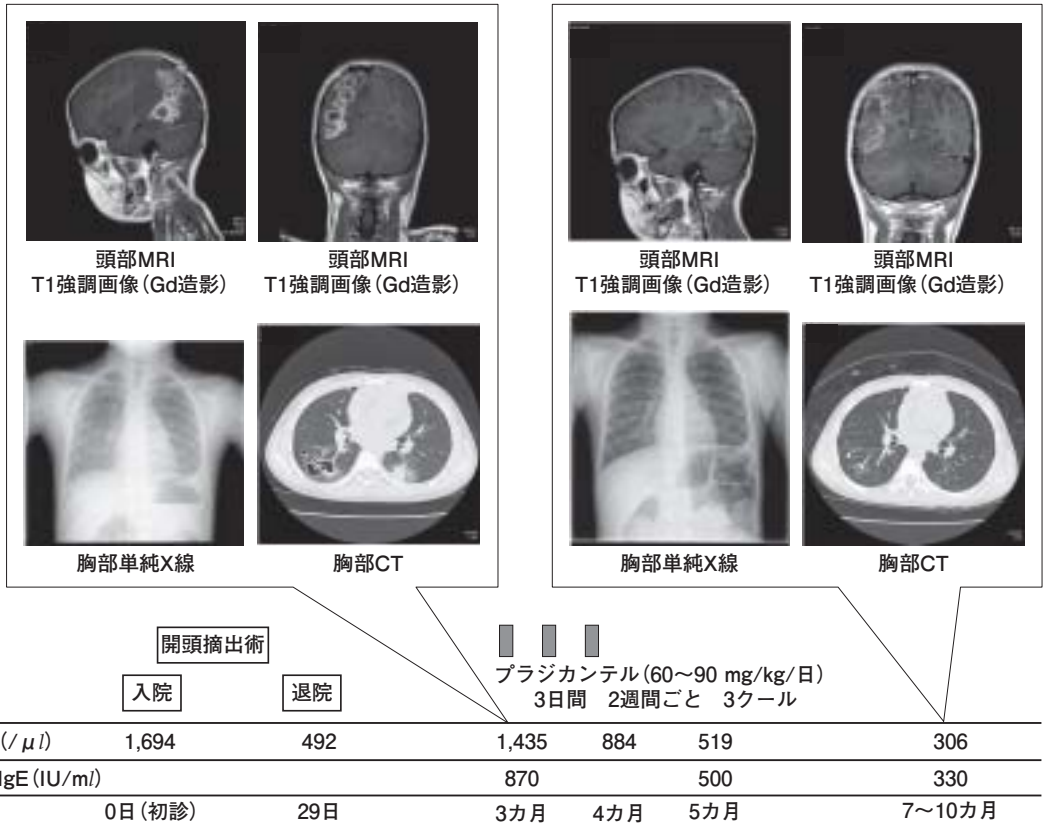 頭部MRI
T1強調画像（Gd造影）
頭部MRI
T1強調画像（Gd造影）
頭部MRI
T1強調画像（Gd造影）
頭部MRI
T1強調画像（Gd造影）
胸部単純X線
胸部CT
胸部単純X線
胸部CT
開頭摘出術
プラジカンテル（60〜90 mg/kg/日）
3日間　2週間ごと　3クール
入院 退院
(/μl) 1,694 492 1,435 884 519 306
IgE（IU/ml） 870 500 330
0日（初診） 29日 3カ月 4カ月 5カ月 7〜10カ月